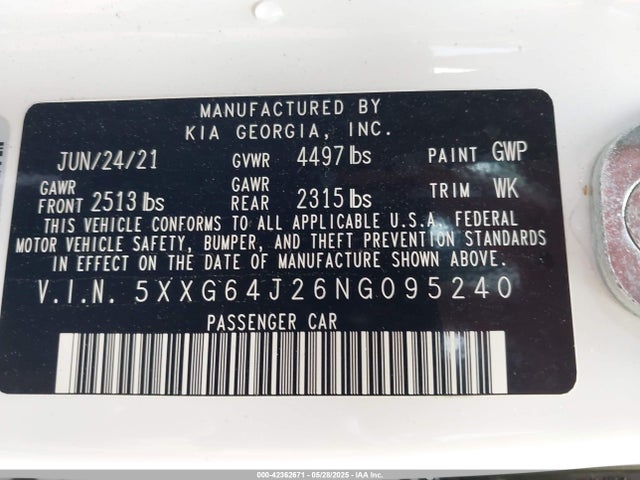 MANUFACTURED BY
KIA GEORGIA, INC.
JUN/24/21 GVWR 4497 lbs PAINT GWP
GAWR FRONT 2513 lbs GAWR REAR 2315 lbs TRIM WK
THIS VEHICLE CONFORMS TO ALL APPLICABLE U.S.A. FEDERAL
MOTOR VEHICLE SAFETY, BUMPER, AND THEFT PREVENTION STANDARDS
IN EFFECT ON THE DATE OF MANUFACTURE SHOWN ABOVE.
V.I.N. 5XXG64J26NG095240
PASSENGER CAR
000-42362671 - 05/28/2025 - IAA Inc.